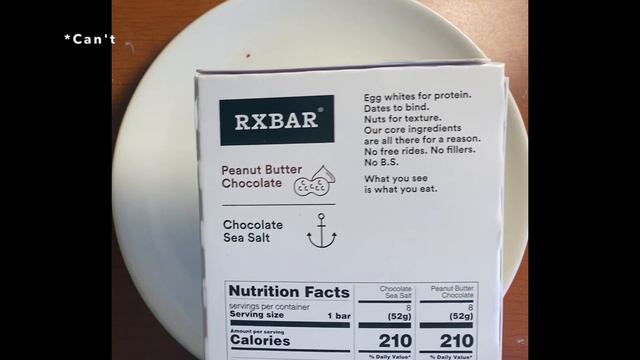 *Can't
RXBAR®
Egg whites for protein.
Dates to bind.
Nuts for texture.
Our core ingredients
are all there for a reason.
No free rides. No fillers.
No B.S.
What you see
is what you eat.
Peanut Butter
Chocolate
Chocolate
Sea Salt
Nutrition Facts
servings per container
Serving size 1 bar
Amount per serving
Calories
Chocolate
Sea Salt
8
(52g)
210
% Daily Value*
Peanut Butter
Chocolate
8
(52g)
210
% Daily Value*